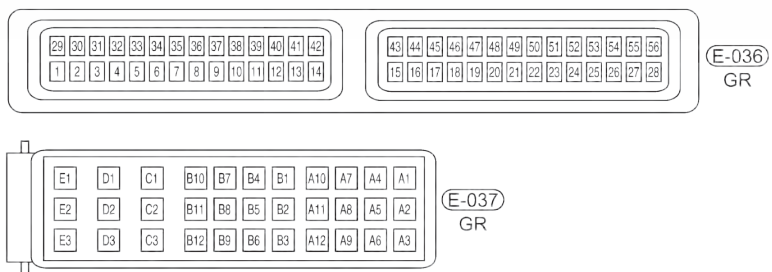 29 30 31 32 33 34 35 36 37 38 39 40 41 42 43 44 45 46 47 48 49 50 51 52 53 54 55 56
1 2 3 4 5 6 7 8 9 10 11 12 13 14 15 16 17 18 19 20 21 22 23 24 25 26 27 28
E-036
GR
E1 D1 C1 B10 B7 B4 B1 A10 A7 A4 A1
E2 D2 C2 B11 B8 B5 B2 A11 A8 A5 A2
E3 D3 C3 B12 B9 B6 B3 A12 A9 A6 A3
E-037
GR